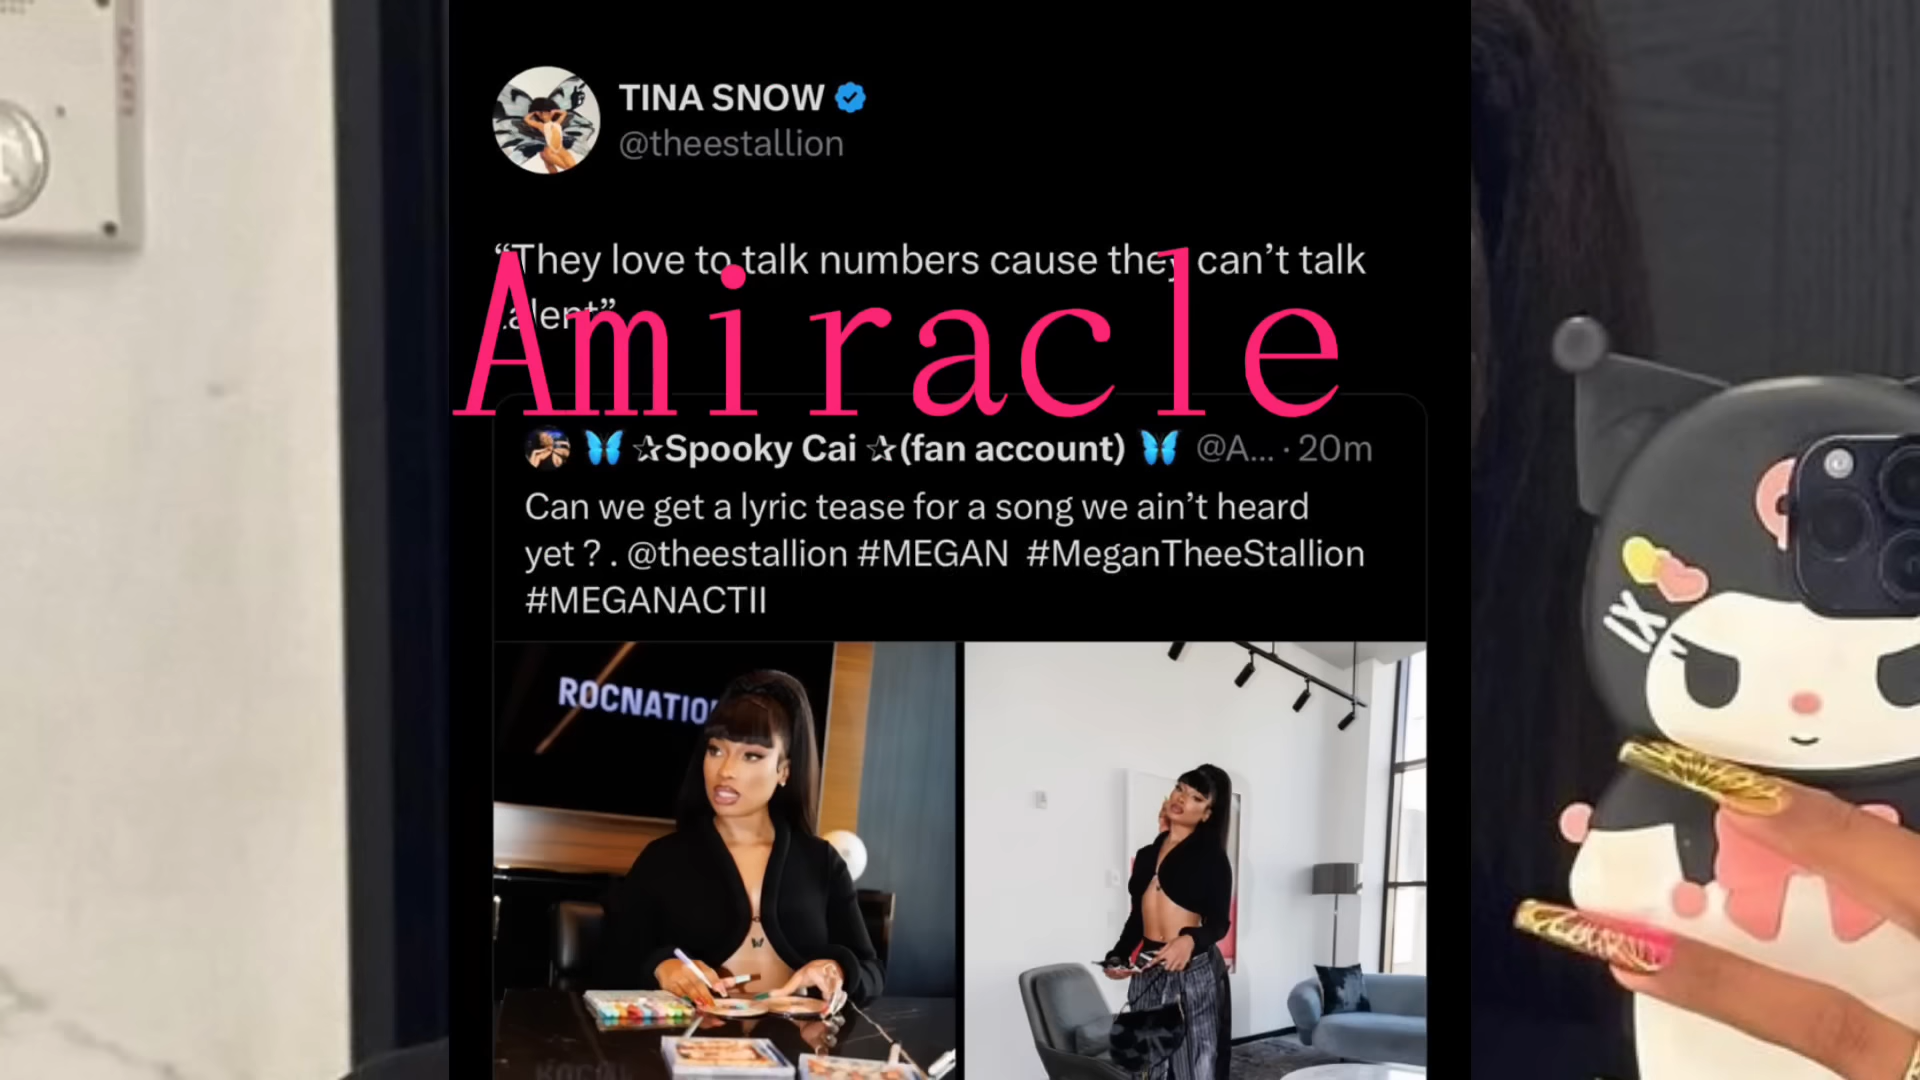 TINA SNOW
@theestallion
“They love to talk numbers cause they can’t talk
talent”
Amiracle
☆Spooky Cai ☆(fan account) @A... · 20m
Can we get a lyric tease for a song we ain’t heard
yet ? . @theestallion #MEGAN #MeganTheeStallion
#MEGANACTII